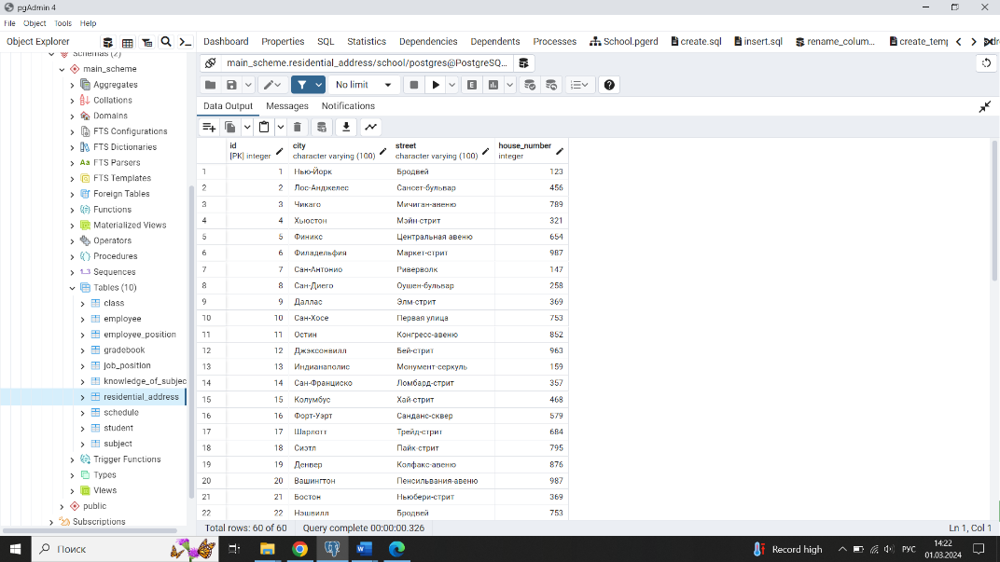 pgAdmin 4
File Object Tools Help
Object Explorer
Dashboard Properties SQL Statistics Dependencies Dependents Processes School.pgerd create.sql insert.sql rename_colum...
main_scheme.residential_address/school/postgres@PostgreSQ...
No limit
Data Output Messages Notifications
Schemas (2)
main_scheme
Aggregates
Collations
Domains
FTS Configurations
FTS Dictionaries
FTS Parsers
FTS Templates
Foreign Tables
Functions
Materialized Views
Operators
Procedures
Sequences
Tables (10)
class
employee
employee_position
gradebook
job_position
knowledge_of_subjec
residential_address
schedule
student
subject
Trigger Functions
Types
Views
public
Subscriptions
id city street house_number
[PK] integer character varying (100) character varying (100) integer
1 1 Нью-Йорк Бродвей 123
2 2 Лос-Анджелес Сансет-бульвар 456
3 3 Чикаго Мичиган-авеню 789
4 4 Хьюстон Мэйн-стрит 321
5 5 Финикс Центральная авеню 654
6 6 Филадельфия Маркет-стрит 987
7 7 Сан-Антонио Риверволк 147
8 8 Сан-Диего Оушен-бульвар 258
9 9 Даллас Элм-стрит 369
10 10 Сан-Хосе Первая улица 753
11 11 Остин Конгресс-авеню 852
12 12 Джэксонвилл Бей-стрит 963
13 13 Индианаполис Монумент-серкуль 159
14 14 Сан-Франциско Ломбард-стрит 357
15 15 Колумбус Хай-стрит 468
16 16 Форт-Уэрт Санданс-сквер 579
17 17 Шарлотт Трейд-стрит 684
18 18 Сиэтл Пайк-стрит 795
19 19 Денвер Колфакс-авеню 876
20 20 Вашингтон Пенсильвания-авеню 987
21 21 Бостон Ньюбери-стрит 369
22 22 Нэшвилл Бродвей 753
Total rows: 60 of 60 Query complete 00:00:00.326 Ln 1, Col 1
Поиск
Record high
РУС
14:22
01.03.2024